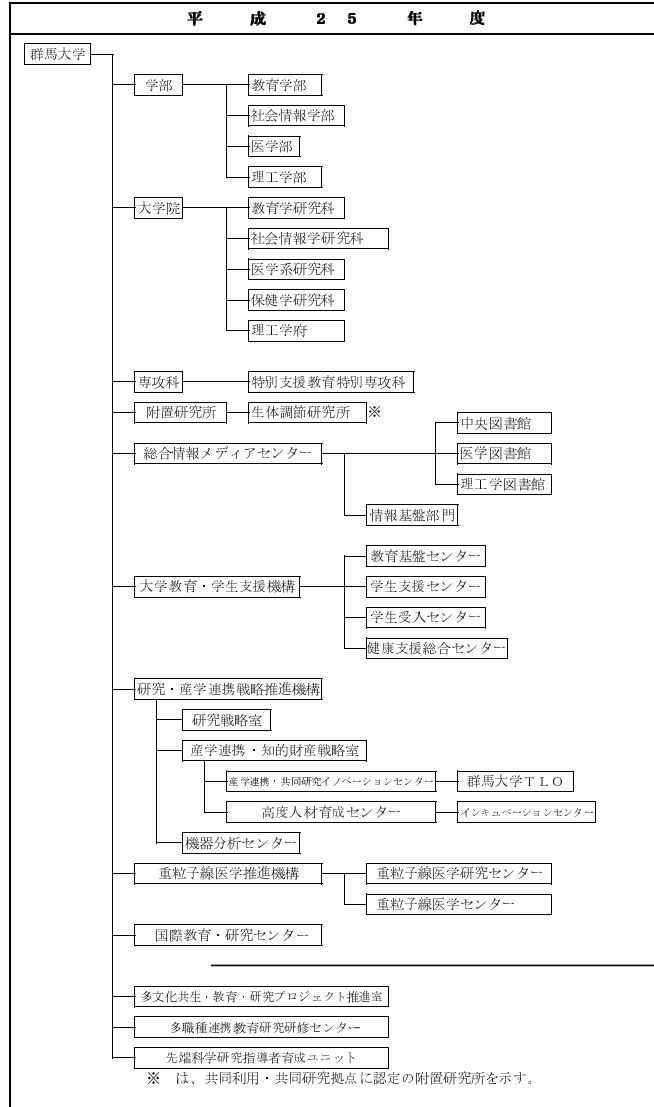 平成25年度
群馬大学
学部
教育学部
社会情報学部
医学部
理工学部
大学院
教育学研究科
社会情報学研究科
医学系研究科
保健学研究科
理工学府
専攻科
特別支援教育特別専攻科
附置研究所
生体調節研究所※
総合情報メディアセンター
中央図書館
医学図書館
理工学図書館
情報基盤部門
大学教育・学生支援機構
教育基盤センター
学生支援センター
学生受入センター
健康支援総合センター
研究・産学連携戦略推進機構
研究戦略室
産学連携・知的財産戦略室
産学連携・共同研究イノベーションセンター
群馬大学TLO
高度人材育成センター
インキュベーションセンター
機器分析センター
重粒子線医学推進機構
重粒子線医学研究センター
重粒子線医学センター
国際教育・研究センター
多文化共生・教育・研究プロジェクト推進室
多職種連携教育研究研修センター
先端科学研究指導者育成ユニット
※ は、共同利用・共同研究拠点に認定の附置研究所を示す。